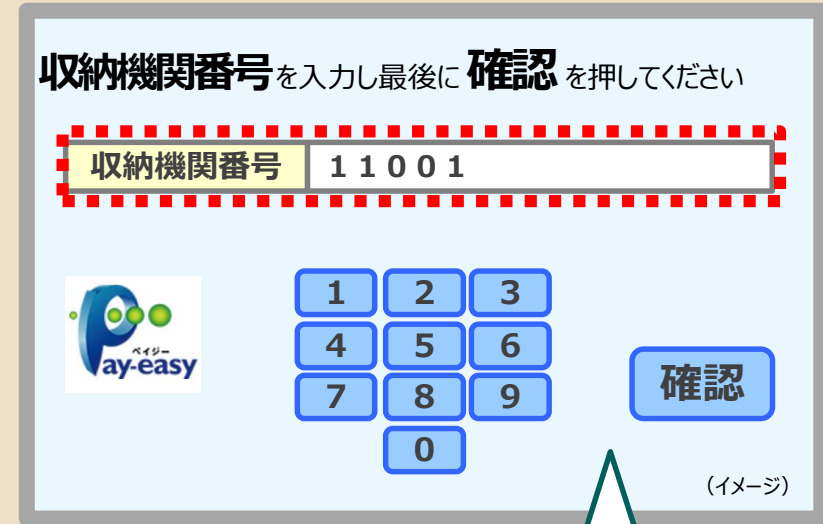 収納機関番号を入力し最後に 確認 を押してください
収納機関番号 １１００１
ペイジー
Pay-easy
1 2 3
4 5 6
7 8 9
0
確認
（イメージ）